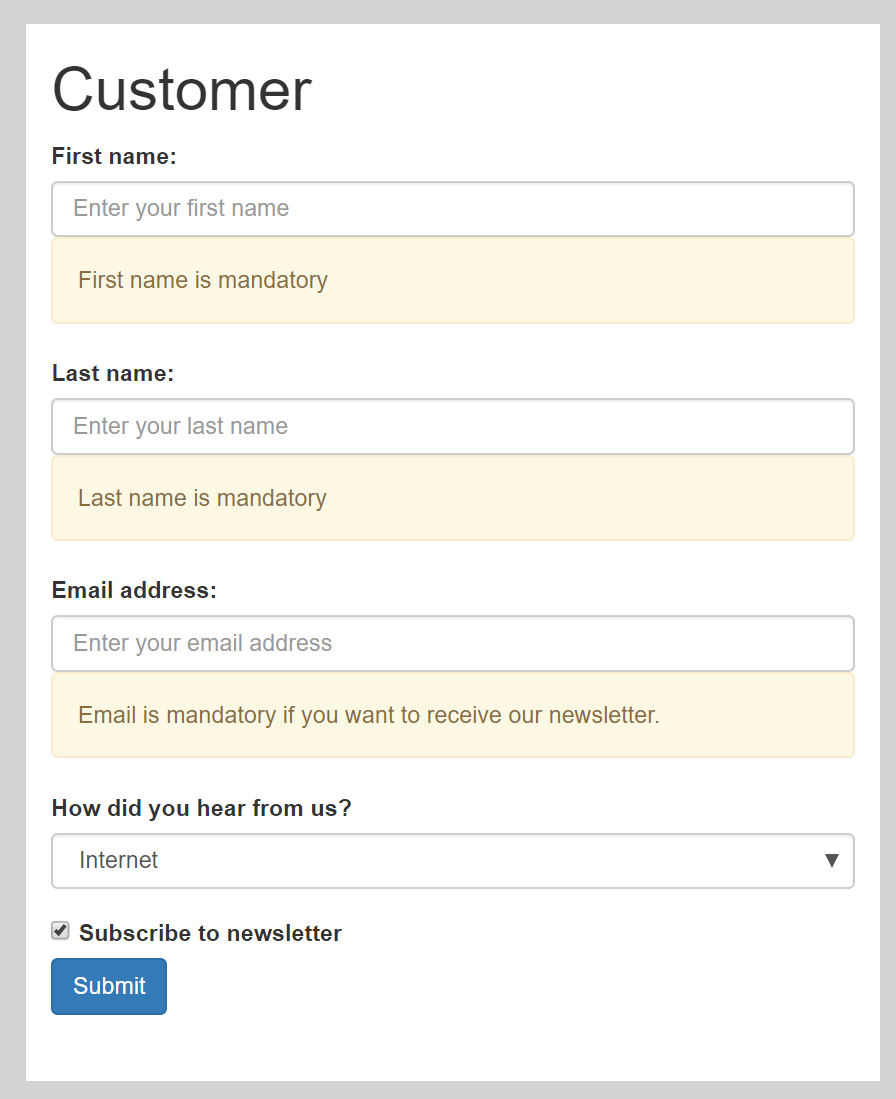 Customer
First name:
Enter your first name
First name is mandatory
Last name:
Enter your last name
Last name is mandatory
Email address:
Enter your email address
Email is mandatory if you want to receive our newsletter.
How did you hear from us?
Internet
Subscribe to newsletter
Submit